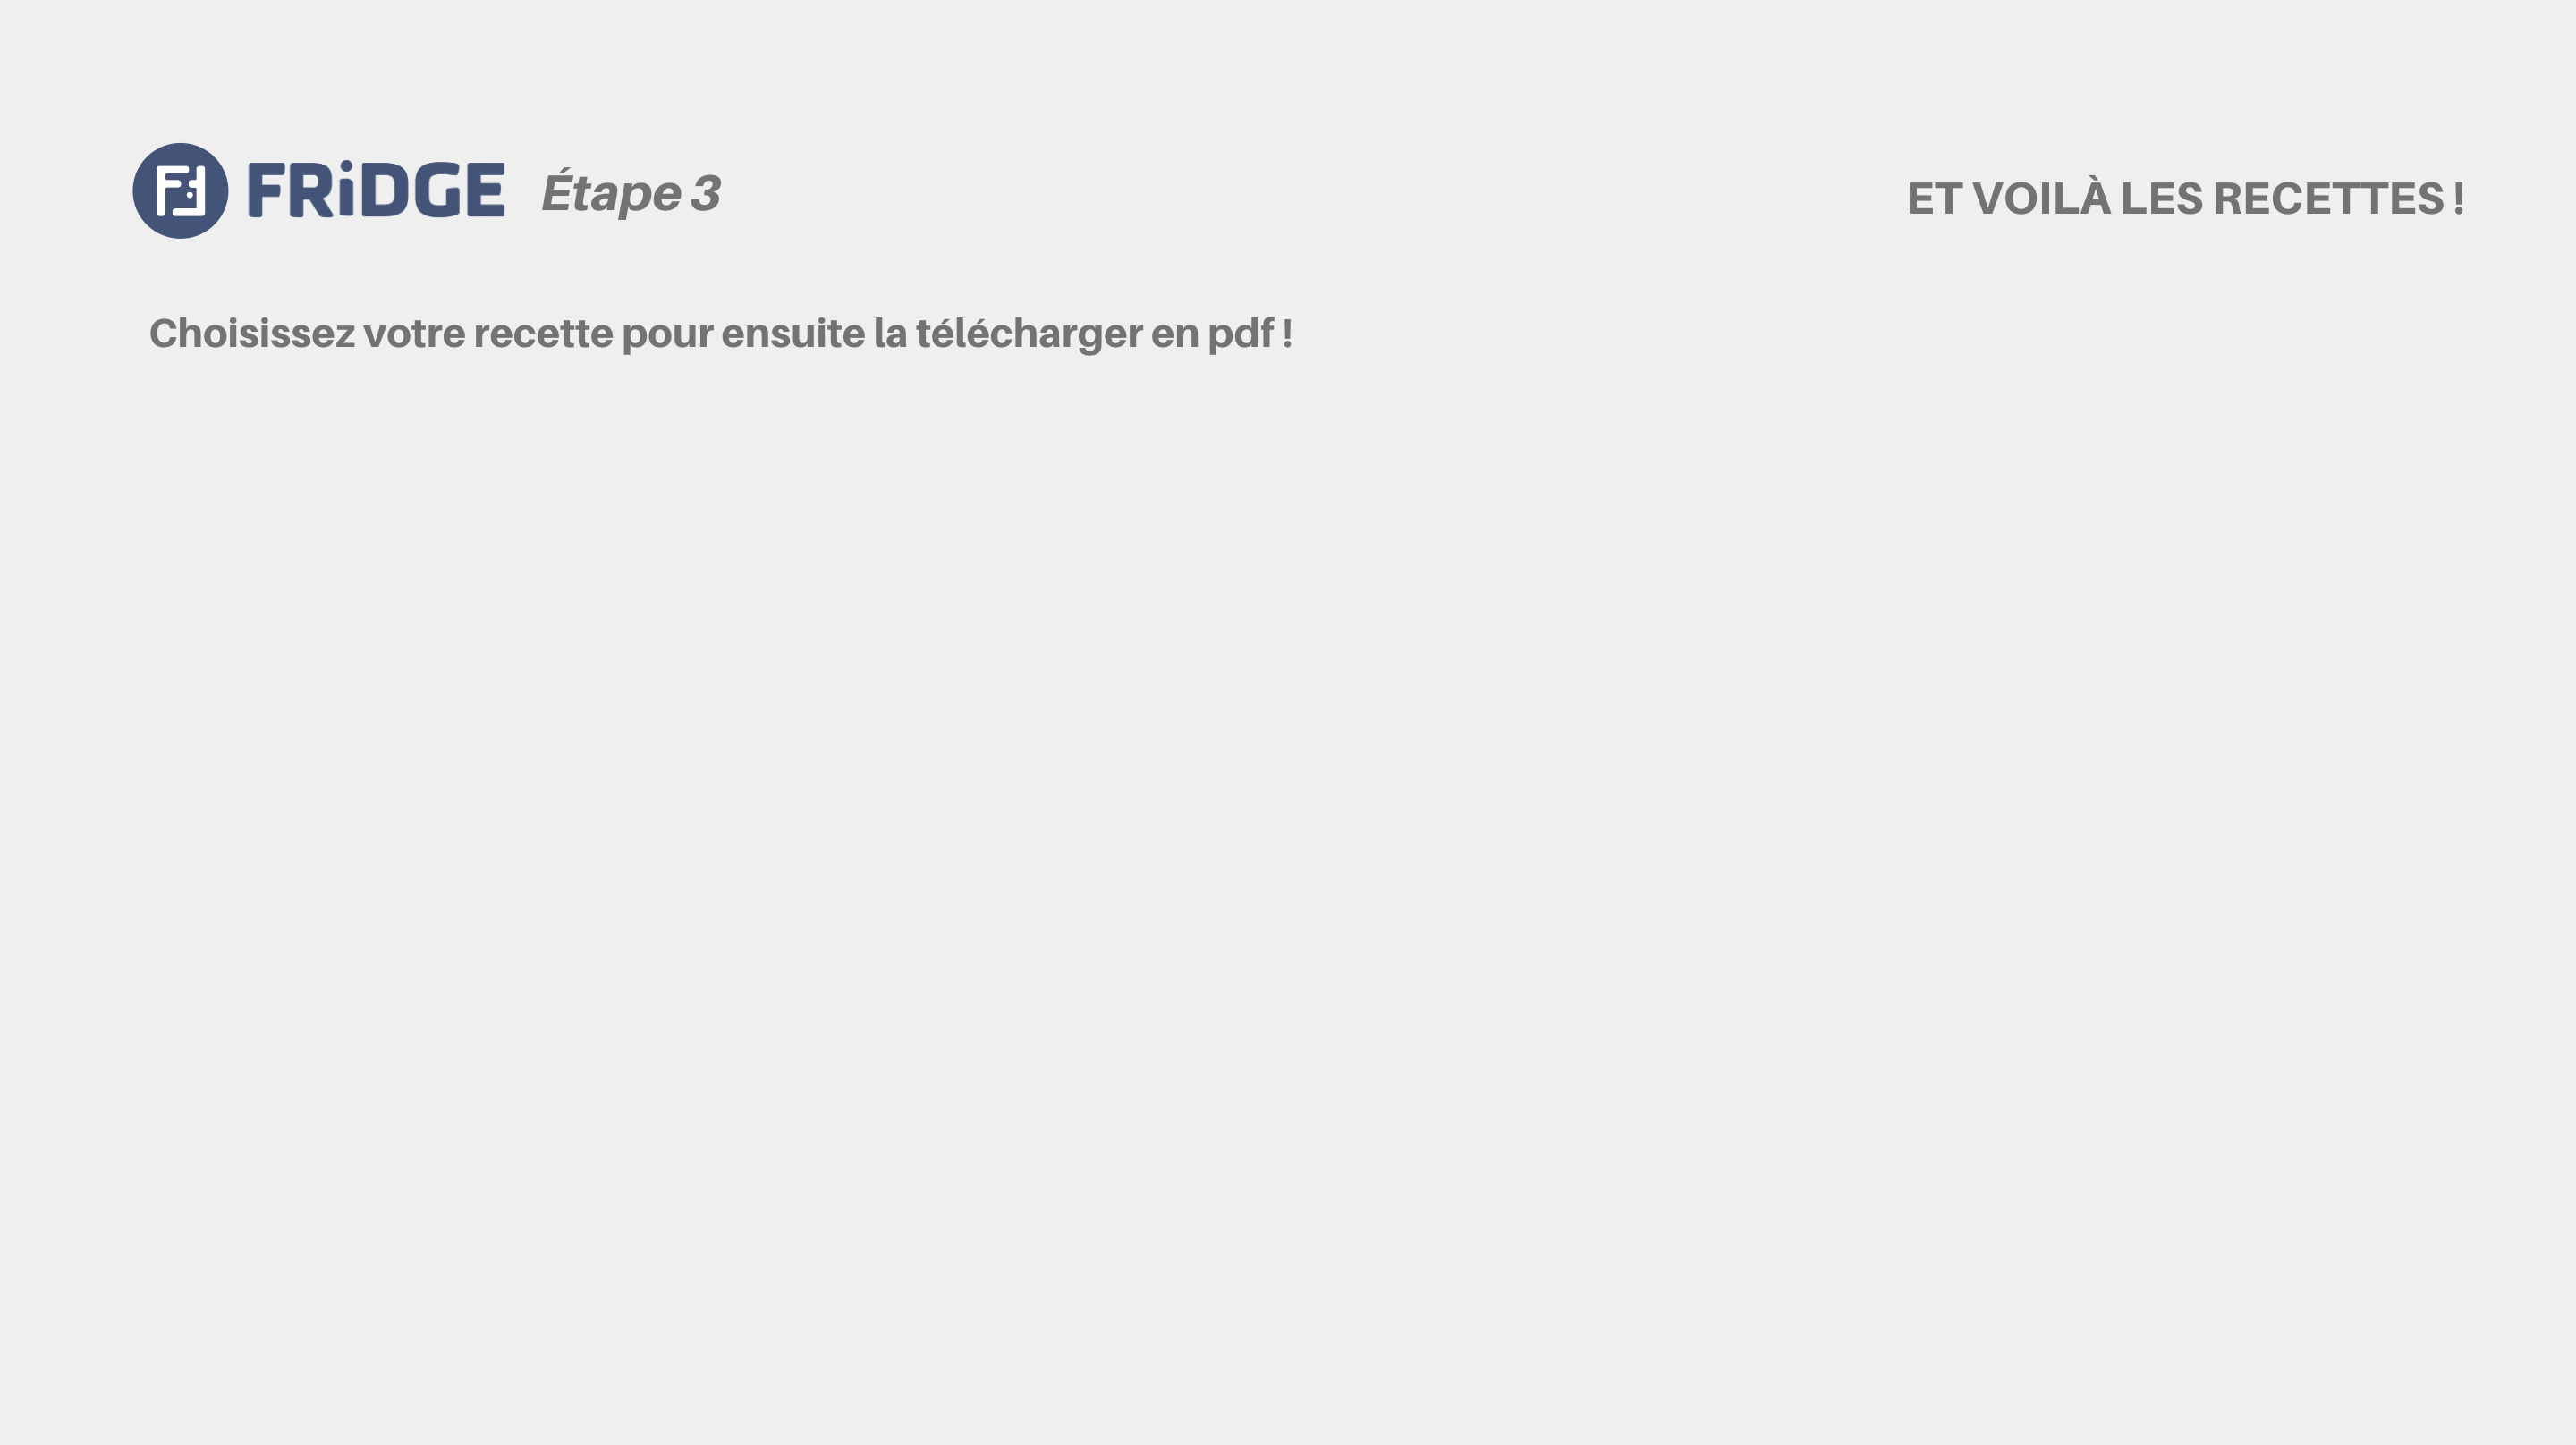 FRiDGE Étape 3
ET VOILÀ LES RECETTES !
Choisissez votre recette pour ensuite la télécharger en pdf !